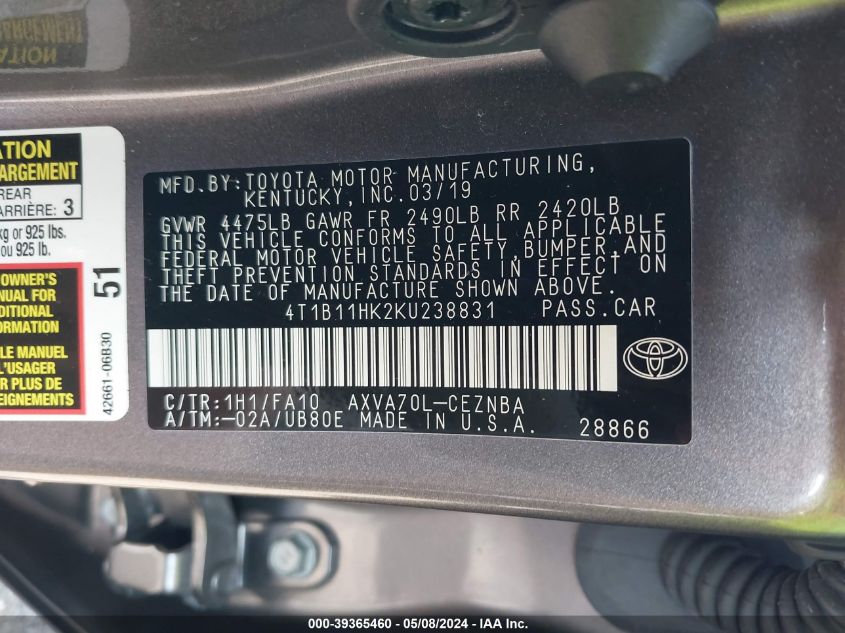 ARGEMENT
ATION
ATION
ARGEMENT
REAR
ARRIÈRE: 3
kg or 925 lbs.
ou 925 lb.
OWNER'S
NUAL FOR
DITIONAL
LE MANUEL
L'USAGER
R PLUS DE
EIGNEMENTS
51
42661-06B30
MFD.BY:TOYOTA MOTOR MANUFACTURING,
KENTUCKY, INC.03/19
GVWR 4475LB GAWR FR 2490LB RR 2420LB
THIS VEHICLE CONFORMS TO ALL APPLICABLE
FEDERAL MOTOR VEHICLE SAFETY,BUMPER,AND
THEFT PREVENTION STANDARDS IN EFFECT ON
THE DATE OF MANUFACTURE SHOWN ABOVE.
4T1B11HK2KU238831 PASS.CAR
C/TR:1H1/FA10 AXVA70L-CEZNBA
A/TM:-02A/UB80E MADE IN U.S.A. 28866
000-39365460 - 05/08/2024 - IAA Inc.